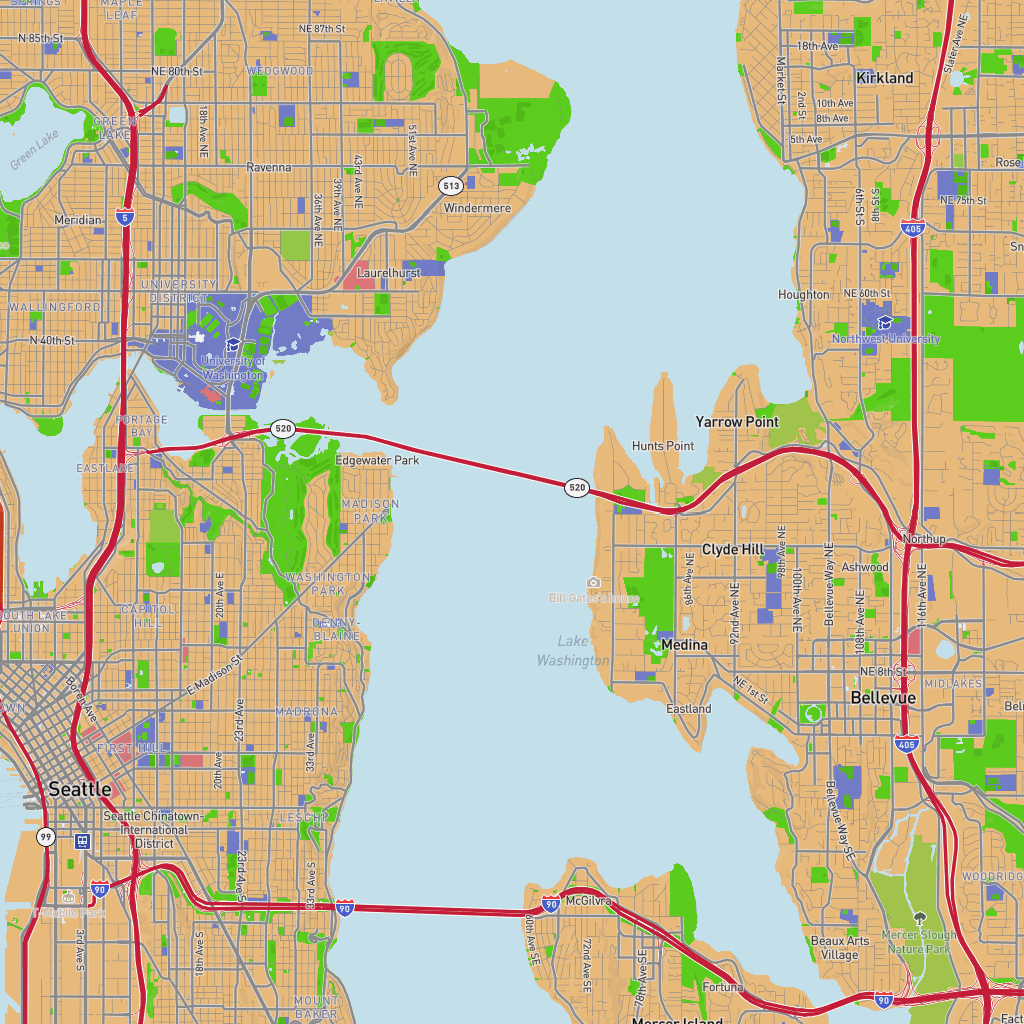 SPRINGS
MAPLE
LEAF
NE 87th St
N 85th St
NE 80th St
WEDGWOOD
18th Ave
Kirkland
Slater Ave NE
Market St
2nd St
10th Ave
8th Ave
5th Ave
GREEN
LAKE
Green Lake
18th Ave NE
51st Ave NE
Ravenna
43rd Ave NE
39th Ave NE
36th Ave NE
513
Windermere
Rose
6th St S
8th St S
NE 75th St
Meridian
5
405
Laurelhurst
UNIVERSITY
DISTRICT
Houghton
NE 60th St
WALLINGFORD
N 40th St
University of
Washington
Northwest University
PORTAGE
BAY
520
Yarrow Point
Hunts Point
EASTLAKE
Edgewater Park
520
MADISON
PARK
Northup
Clyde Hill
98th Ave NE
Ashwood
86th Ave NE
100th Ave NE
Bellevue Way NE
WASHINGTON
PARK
20th Ave E
Bill Gates's house
92nd Ave NE
108th Ave NE
116th Ave NE
SOUTH LAKE
UNION
CAPITOL
HILL
DENNY-
BLAINE
Lake
Washington
Medina
E Madison St
NE 8th St
NE 1st St
MIDLAKES
Boren Ave
Bellevue
Eastland
MADRONA
23rd Ave
33rd Ave
FIRST HILL
20th Ave
405
Seattle
Bellevue Way SE
Seattle Chinatown-
International
District
LESCHI
99
23rd Ave S
33rd Ave S
WOODRIDGE
90
90
90
McGilvra
T-Mobile Park
60th Ave SE
72nd Ave SE
78th Ave SE
Mercer Slough
Nature Park
Beaux Arts
Village
3rd Ave S
18th Ave S
Fortuna
90
MOUNT
BAKER
Mercer Island